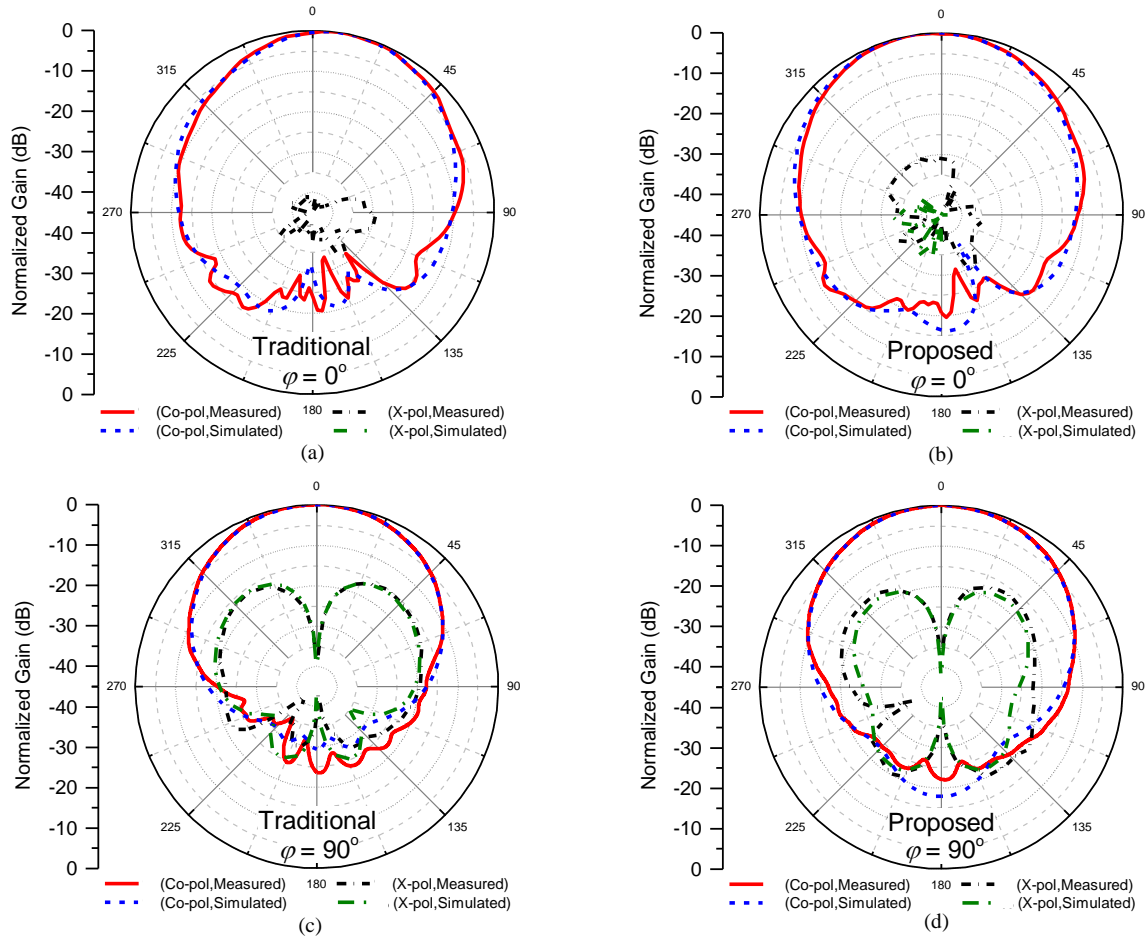 0
0
-10
-20
-30
-40
-40
-30
-20
-10
0
Normalized Gain (dB)
315
45
270
90
225
135
Traditional
φ = 0°
(Co-pol,Measured)
180
(X-pol,Measured)
(Co-pol,Simulated)
(X-pol,Simulated)
(a)
0
0
-10
-20
-30
-40
-40
-30
-20
-10
0
Normalized Gain (dB)
315
45
270
90
225
135
Proposed
φ = 0°
(Co-pol,Measured)
180
(X-pol,Measured)
(Co-pol,Simulated)
(X-pol,Simulated)
(b)
0
0
-10
-20
-30
-40
-30
-20
-10
0
Normalized Gain (dB)
315
45
270
90
225
135
Traditional
φ = 90°
(Co-pol,Measured)
180
(X-pol,Measured)
(Co-pol,Simulated)
(X-pol,Simulated)
(c)
0
0
-10
-20
-30
-40
-30
-20
-10
0
Normalized Gain (dB)
315
45
270
90
225
135
Proposed
φ = 90°
(Co-pol,Measured)
180
(X-pol,Measured)
(Co-pol,Simulated)
(X-pol,Simulated)
(d)